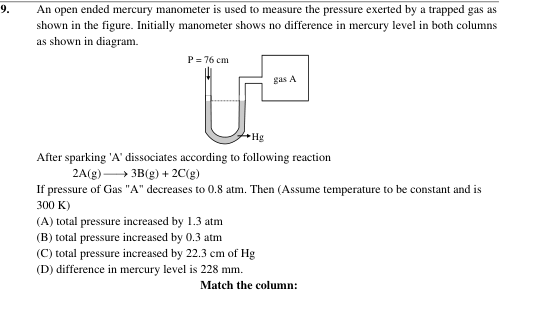 9. An open ended mercury manometer is used to measure the pressure exerted by a trapped gas as
shown in the figure. Initially manometer shows no difference in mercury level in both columns
as shown in diagram.
P = 76 cm
gas A
Hg
After sparking 'A' dissociates according to following reaction
2A(g) ⟶ 3B(g) + 2C(g)
If pressure of Gas "A" decreases to 0.8 atm. Then (Assume temperature to be constant and is
300 K)
(A) total pressure increased by 1.3 atm
(B) total pressure increased by 0.3 atm
(C) total pressure increased by 22.3 cm of Hg
(D) difference in mercury level is 228 mm.
Match the column: